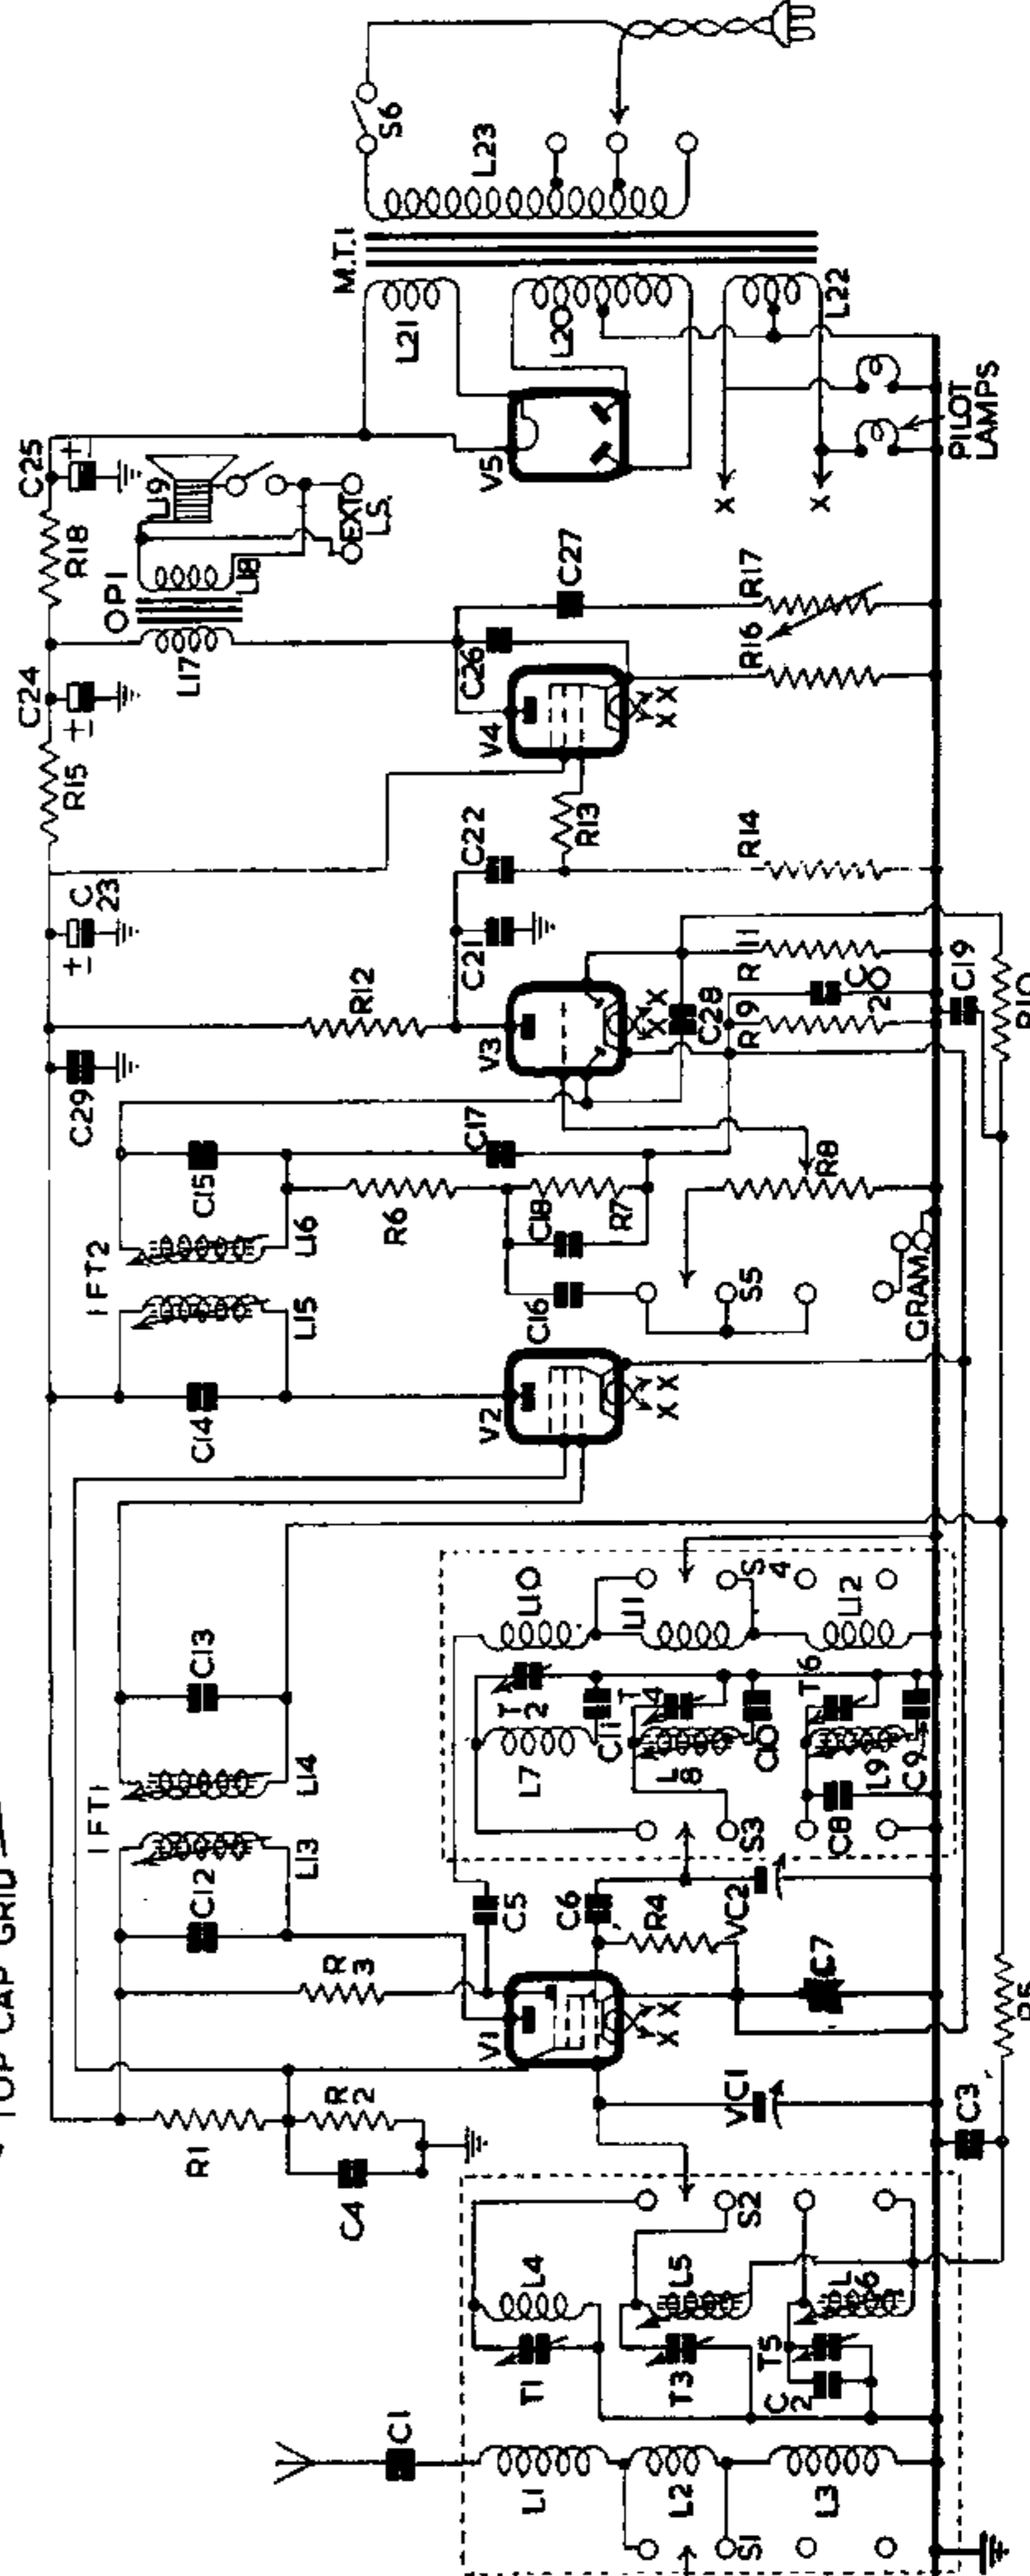 TOP CAP GRID
C1
L1
L2
L3
S1
T1
L4
T3
L5
C2
T5
L6
S2
C4
R1
R2
C3
VC1
V1
X X
R3
C12
L13
IFT1
L14
C13
C5
C6
R4
VC2
C7
R5
L7
T2
C11
L8
T4
C10
S3
C8
L9
C9
T6
L10
L11
L12
S4
C14
V2
X X
L15
IFT2
L16
C15
C16
C18
R6
R7
C17
S5
GRAM.
R8
C29
R12
V3
X X
C28
R19
C20
R11
C19
R10
C23
C21
C22
R13
R14
R15
C24
V4
X X
C26
C27
R16
R17
L17
OP1
L18
L19
R18
C25
EXT L.S.
V5
X
X
PILOT LAMPS
L21
L20
L22
M.T.1
L23
S6